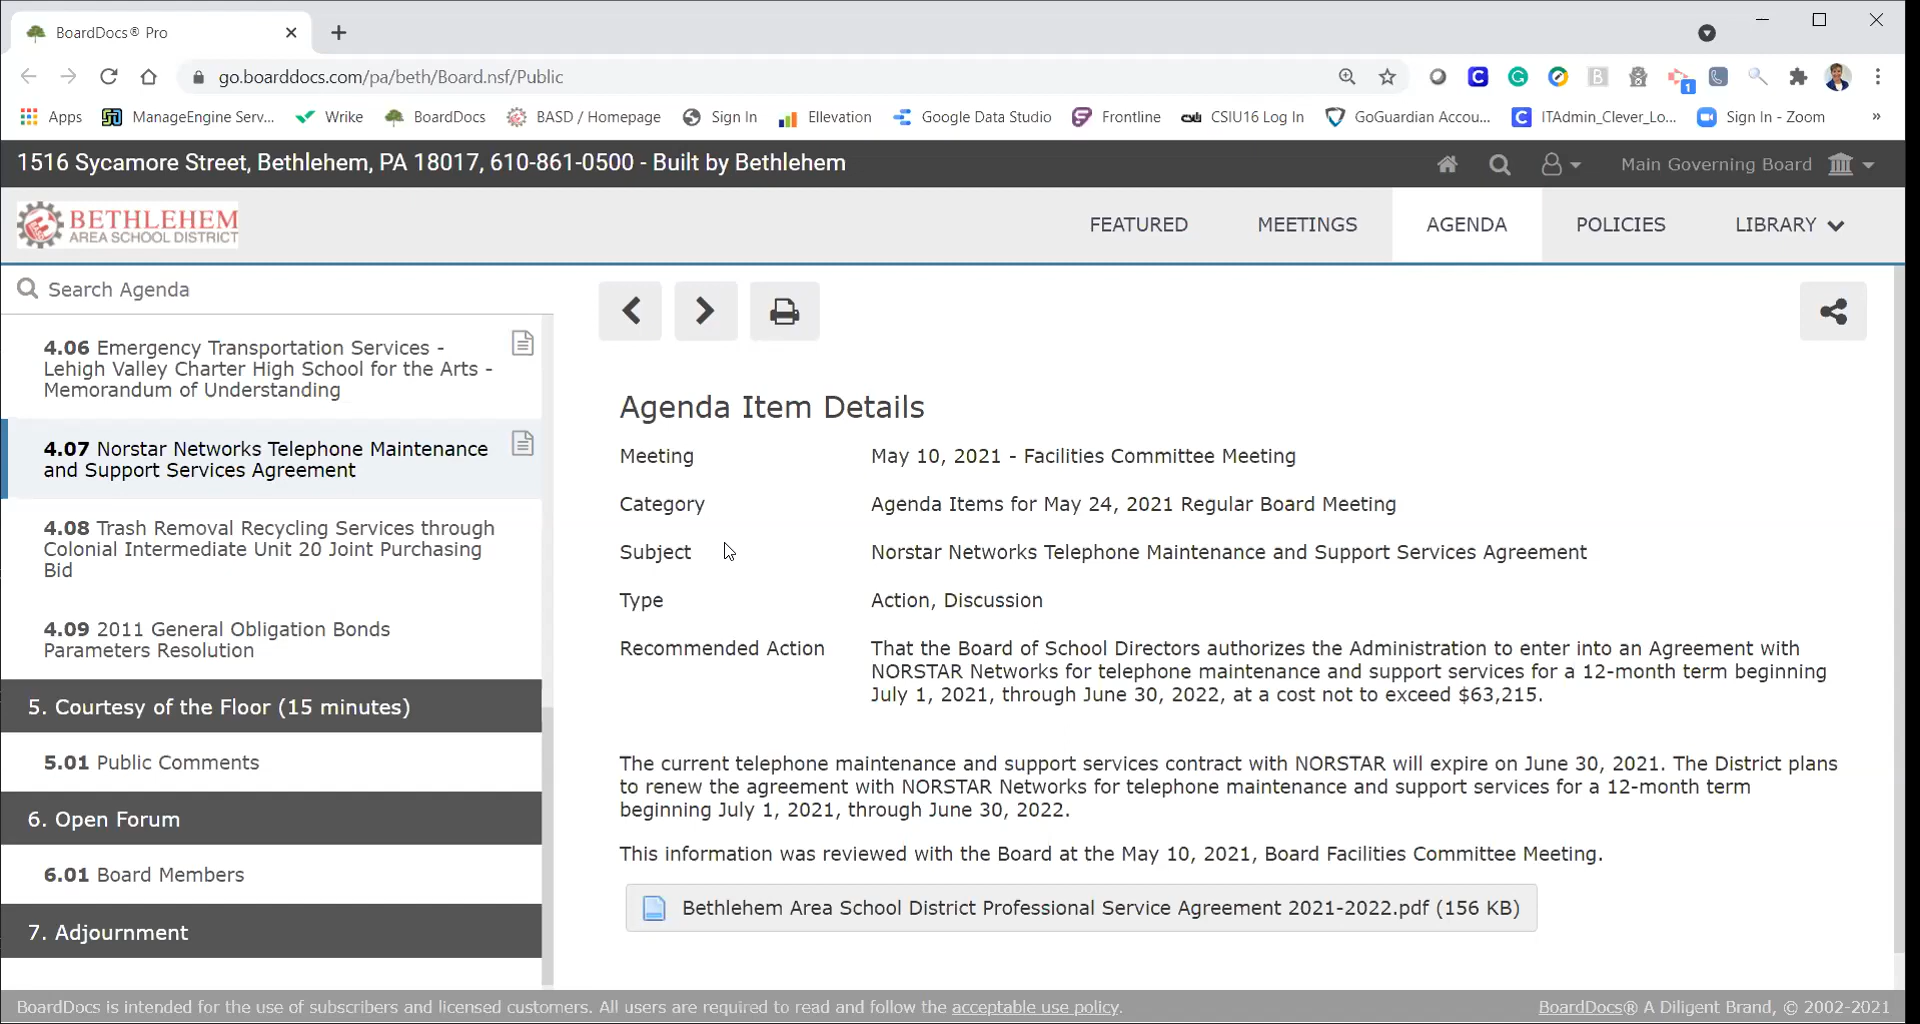 BoardDocs® Pro
go.boarddocs.com/pa/beth/Board.nsf/Public
Apps ManageEngine Serv... Wrike BoardDocs BASD / Homepage Sign In Ellevation Google Data Studio Frontline CSIU16 Log In GoGuardian Accou... ITAdmin_Clever_Lo... Sign In - Zoom »
1516 Sycamore Street, Bethlehem, PA 18017, 610-861-0500 - Built by Bethlehem
Main Governing Board
BETHLEHEM
AREA SCHOOL DISTRICT
FEATURED MEETINGS AGENDA POLICIES LIBRARY
Search Agenda
4.06 Emergency Transportation Services -
Lehigh Valley Charter High School for the Arts -
Memorandum of Understanding
4.07 Norstar Networks Telephone Maintenance
and Support Services Agreement
4.08 Trash Removal Recycling Services through
Colonial Intermediate Unit 20 Joint Purchasing
Bid
4.09 2011 General Obligation Bonds
Parameters Resolution
5. Courtesy of the Floor (15 minutes)
5.01 Public Comments
6. Open Forum
6.01 Board Members
7. Adjournment
Agenda Item Details
Meeting May 10, 2021 - Facilities Committee Meeting
Category Agenda Items for May 24, 2021 Regular Board Meeting
Subject Norstar Networks Telephone Maintenance and Support Services Agreement
Type Action, Discussion
Recommended Action That the Board of School Directors authorizes the Administration to enter into an Agreement with
NORSTAR Networks for telephone maintenance and support services for a 12-month term beginning
July 1, 2021, through June 30, 2022, at a cost not to exceed $63,215.
The current telephone maintenance and support services contract with NORSTAR will expire on June 30, 2021. The District plans
to renew the agreement with NORSTAR Networks for telephone maintenance and support services for a 12-month term
beginning July 1, 2021, through June 30, 2022.
This information was reviewed with the Board at the May 10, 2021, Board Facilities Committee Meeting.
Bethlehem Area School District Professional Service Agreement 2021-2022.pdf (156 KB)
BoardDocs is intended for the use of subscribers and licensed customers. All users are required to read and follow the acceptable use policy.
BoardDocs® A Diligent Brand, © 2002-2021